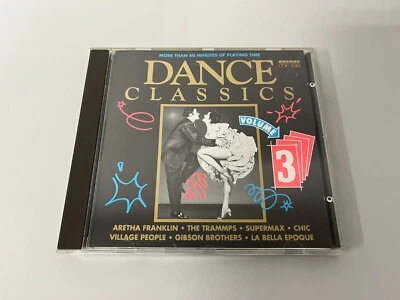 MORE THAN 60 MINUTES OF PLAYING TIME
ARCADE
DANCE
CLASSICS
VOLUME
3
ARETHA FRANKLIN • THE TRAMMPS • SUPERMAX • CHIC
VILLAGE PEOPLE • GIBSON BROTHERS • LA BELLA EPOQUE